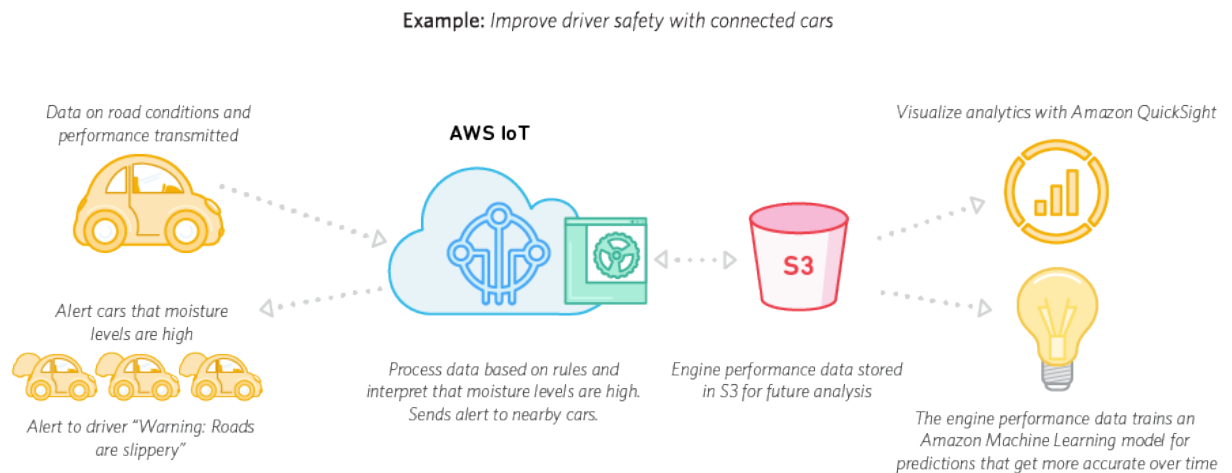 Example: Improve driver safety with connected cars
Data on road conditions and
performance transmitted
AWS IoT
Visualize analytics with Amazon QuickSight
S3
Alert cars that moisture
levels are high
Alert to driver “Warning: Roads
are slippery”
Process data based on rules and
interpret that moisture levels are high.
Sends alert to nearby cars.
Engine performance data stored
in S3 for future analysis
The engine performance data trains an
Amazon Machine Learning model for
predictions that get more accurate over time